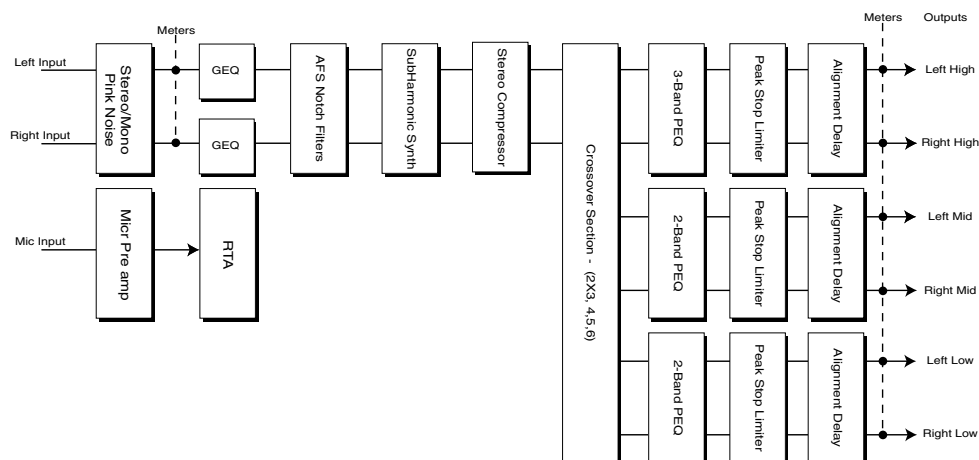 Meters
Meters
Outputs
Left Input
Right Input
Stereo/Mono
Pink Noise
GEQ
GEQ
AFS Notch Filters
SubHarmonic Synth
Stereo Compressor
Crossover Section - (2X3, 4,5,6)
3-Band PEQ
Peak Stop Limiter
Alignment Delay
Left High
Right High
Mic Input
Micr Pre amp
RTA
2-Band PEQ
Peak Stop Limiter
Alignment Delay
Left Mid
Right Mid
2-Band PEQ
Peak Stop Limiter
Alignment Delay
Left Low
Right Low